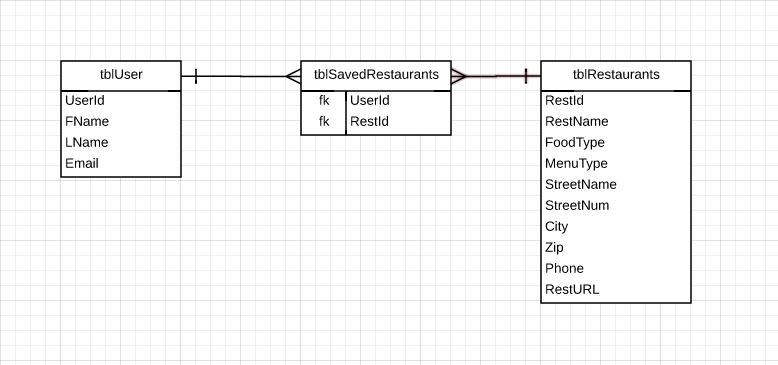 tblUser
UserId
FName
LName
Email
tblSavedRestaurants
fk UserId
fk RestId
tblRestaurants
RestId
RestName
FoodType
MenuType
StreetName
StreetNum
City
Zip
Phone
RestURL